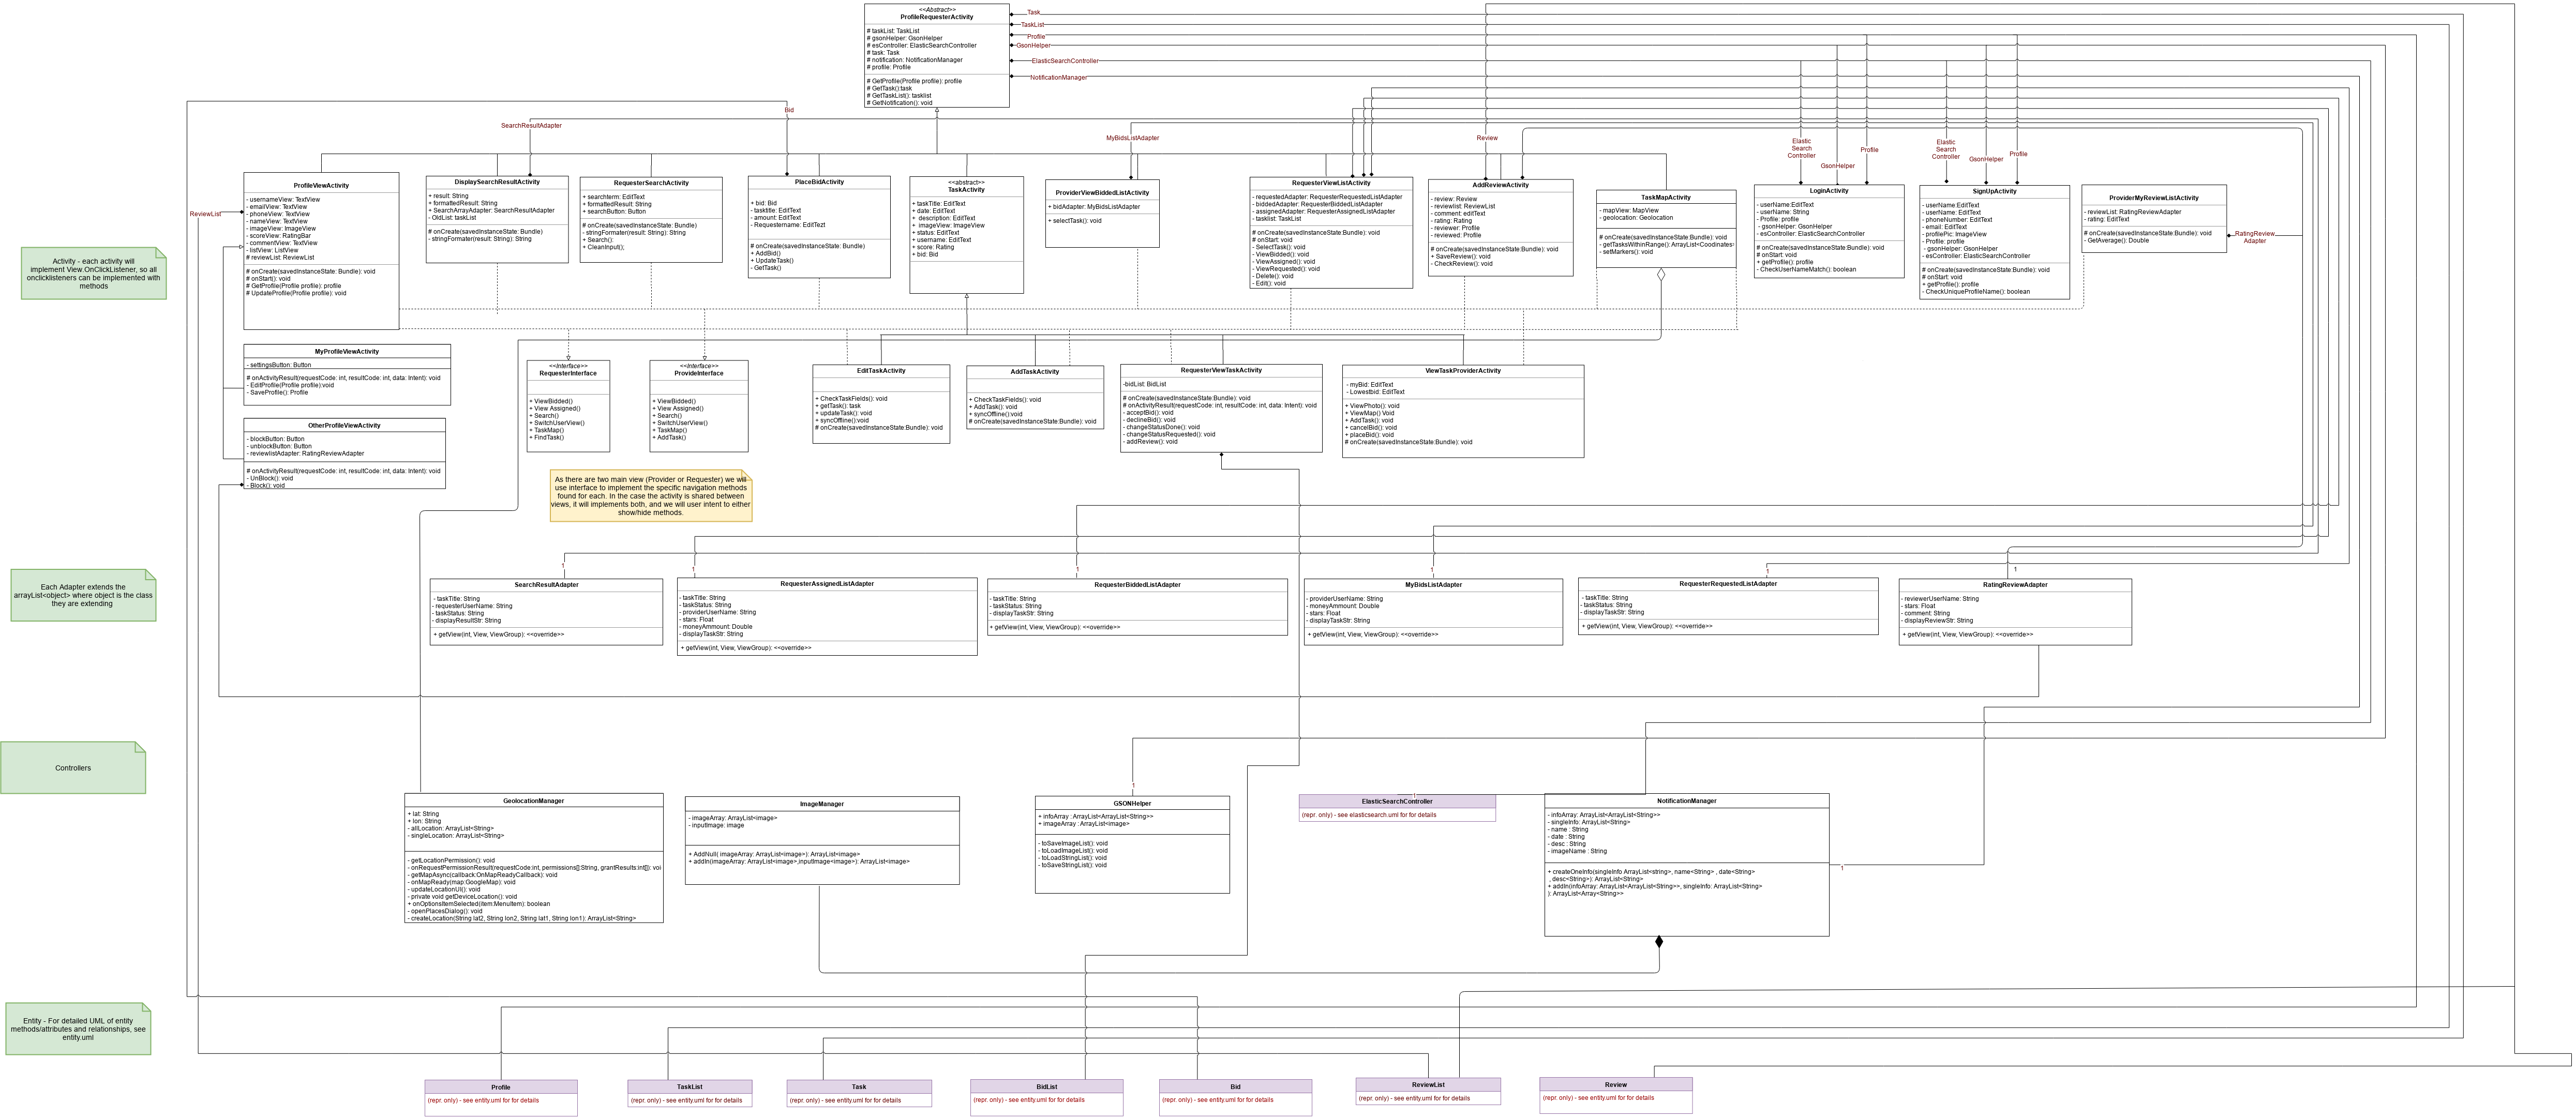 <<Abstract>>
ProfileRequesterActivity
# taskList: TaskList
# gsonHelper: GsonHelper
# esController: ElasticSearchController
# task: Task
# notification: NotificationManager
# profile: Profile
# GetProfile(Profile profile): profile
# GetTask():task
# GetTaskList(): tasklist
# GetNotification(): void
Task
TaskList
Profile
GsonHelper
ElasticSearchController
NotificationManager
Bid
SearchResultAdapter
MyBidsListAdapter
Review
Elastic
Search
Controller
GsonHelper
Profile
Elastic
Search
Controller
GsonHelper
Profile
ReviewList
RatingReview
Adapter
Activity - each activity will
implement View.OnClickListener, so all
onclicklisteners can be implemented with
methods
ProfileViewActivity
- usernameView: TextView
- emailView: TextView
- phoneView: TextView
- nameView: TextView
- imageView: ImageView
- scoreView: RatingBar
- commentView: TextView
- listView: ListView
# reviewList: ReviewList
# onCreate(savedInstanceState: Bundle): void
# onStart(): void
# GetProfile(Profile profile): profile
# UpdateProfile(Profile profile): void
DisplaySearchResultActivity
+ result: String
+ formattedResult: String
+ SearchArrayAdapter: SearchResultAdapter
- OldList: taskList
# onCreate(savedInstanceState: Bundle)
- stringFormater(result: String): String
RequesterSearchActivity
+ searchterm: EditText
+ formattedResult: String
+ searchButton: Button
# onCreate(savedInstanceState: Bundle)
- stringFormater(result: String): String
+ Search();
+ CleanInput();
PlaceBidActivity
+ bid: Bid
- tasktitle: EditText
- amount: EditText
- Requestername: EditTezt
# onCreate(savedInstanceState: Bundle)
+ AddBid()
+ UpdateTask()
- GetTask()
<<abstract>>
TaskActivity
+ taskTitle: EditText
+ date: EditText
+ description: EditText
+ imageView: ImageView
+ status: EditText
+ username: EditText
+ score: Rating
+ bid: Bid
ProviderViewBiddedListActivity
+ bidAdapter: MyBidsListAdapter
+ selectTask(): void
RequesterViewListActivity
- requestedAdapter: RequesterRequestedListAdapter
- biddedAdapter: RequesterBiddedListAdapter
- assignedAdapter: RequesterAssignedListAdapter
- tasklist: TaskList
# onCreate(savedInstanceState:Bundle): void
# onStart: void
- SelectTask(): void
- ViewBidded(): void
- ViewAssigned(): void
- ViewRequested(): void
- Delete(): void
- Edit(): void
AddReviewActivity
- review: Review
- reviewlist: ReviewList
- comment: editText
- rating: Rating
- reviewer: Profile
- reviewed: Profile
# onCreate(savedInstanceState:Bundle): void
+ SaveReview(): void
- CheckReview(): void
TaskMapActivity
- mapView: MapView
- geolocation: Geolocation
# onCreate(savedInstanceState:Bundle): void
- getTasksWithinRange(): ArrayList<Coodinates>
- setMarkers(): void
LoginActivity
- userName:EditText
- userName: String
- Profile: profile
- gsonHelper: GsonHelper
- esController: ElasticSearchController
# onCreate(savedInstanceState:Bundle): void
# onStart: void
+ getProfile(): profile
- CheckUserNameMatch(): boolean
SignUpActivity
- userName:EditText
- userName: EditText
- phoneNumber: EditText
- email: EditText
- profilePic: ImageView
- Profile: profile
- gsonHelper: GsonHelper
- esController: ElasticSearchController
# onCreate(savedInstanceState:Bundle): void
# onStart: void
+ getProfile(): profile
- CheckUniqueProfileName(): boolean
ProviderMyReviewListActivity
- reviewList: RatingReviewAdapter
- rating: EditText
# onCreate(savedInstanceState:Bundle): void
- GetAverage(): Double
MyProfileViewActivity
- settingsButton: Button
# onActivityResult(requestCode: int, resultCode: int, data: Intent): void
- EditProfile(Profile profile):void
- SaveProfile(): Profile
OtherProfileViewActivity
- blockButton: Button
- unblockButton: Button
- reviewlistAdapter: RatingReviewAdapter
# onActivityResult(requestCode: int, resultCode: int, data: Intent): void
- UnBlock(): void
- Block(): void
<<Interface>>
RequesterInterface
+ ViewBidded()
+ View Assigned()
+ Search()
+ SwitchUserView()
+ TaskMap()
+ FindTask()
<<Interface>>
ProvideInterface
+ ViewBidded()
+ View Assigned()
+ Search()
+ SwitchUserView()
+ TaskMap()
+ AddTask()
EditTaskActivity
+ CheckTaskFields(): void
+ getTask(): task
+ updateTask(): void
+ syncOffline():void
# onCreate(savedInstanceState:Bundle): void
AddTaskActivity
+ CheckTaskFields(): void
+ AddTask(): void
+ syncOffline():void
# onCreate(savedInstanceState:Bundle): void
RequesterViewTaskActivity
-bidList: BidList
# onCreate(savedInstanceState:Bundle): void
# onActivityResult(requestCode: int, resultCode: int, data: Intent): void
- acceptBid(): void
- declineBid(): void
- changeStatusDone(): void
- changeStatusRequested(): void
- addReview(): void
ViewTaskProviderActivity
- myBid: EditText
- Lowestbid: EditText
+ ViewPhoto(): void
+ ViewMap() Void
+ AddTask(): void
+ cancelBid(): void
+ placeBid(): void
# onCreate(savedInstanceState:Bundle): void
As there are two main view (Provider or Requester) we will
use interface to implement the specific navigation methods
found for each. In the case the activity is shared between
views, it will implements both, and we will user intent to either
show/hide methods.
Each Adapter extends the
arrayList<object> where object is the class
they are extending
1
1
1
1
1
1
SearchResultAdapter
- taskTitle: String
- requesterUserName: String
- taskStatus: String
- displayResultStr: String
+ getView(int, View, ViewGroup): <<override>>
RequesterAssignedListAdapter
- taskTitle: String
- taskStatus: String
- providerUserName: String
- stars: Float
- moneyAmmount: Double
- displayTaskStr: String
+ getView(int, View, ViewGroup): <<override>>
RequesterBiddedListAdapter
- taskTitle: String
- taskStatus: String
- displayTaskStr: String
+ getView(int, View, ViewGroup): <<override>>
MyBidsListAdapter
- providerUserName: String
- moneyAmmount: Double
- stars: Float
- displayTaskStr: String
+ getView(int, View, ViewGroup): <<override>>
RequesterRequestedListAdapter
- taskTitle: String
- taskStatus: String
- displayTaskStr: String
+ getView(int, View, ViewGroup): <<override>>
RatingReviewAdapter
- reviewerUserName: String
- stars: Float
- comment: String
- displayReviewStr: String
+ getView(int, View, ViewGroup): <<override>>
Controllers
GeolocationManager
+ lat: String
+ lon: String
- allLocation: ArrayList<String>
- singleLocation: ArrayList<String>
- getLocationPermission(): void
- onRequestPermissionResult(requestCode:int, permissions[]:String, grantResults:int[]): voi
- getMapAsync(callback:OnMapReadyCallback): void
- onMapReady(map:GoogleMap): void
- updateLocationUI(): void
- private void getDeviceLocation(): void
+ onOptionsItemSelected(item:MenuItem): boolean
- openPlacesDialog(): void
- createLocation(String lat2, String lon2, String lat1, String lon1): ArrayList<String>
ImageManager
- imageArray: ArrayList<image>
- inputImage: image
+ AddNull( imageArray: ArrayList<image>): ArrayList<image>
+ addIn(imageArray: ArrayList<image>,inputImage<image>): ArrayList<image>
1
GSONHelper
+ infoArray : ArrayList<ArrayList<String>>
+ imageArray : ArrayList<image>
- toSaveImageList(): void
- toLoadImageList(): void
- toLoadStringList(): void
- toSaveStringList(): void
1
ElasticSearchController
(repr. only) - see elasticsearch.uml for for details
NotificationManager
- infoArray: ArrayList<ArrayList<String>>
- singleInfo: ArrayList<String>
- name : String
- date : String
- desc : String
- imageName : String
+ createOneInfo(singleInfo:ArrayList<string>, name<String> , date<String>
, desc<String>): ArrayList<String>
+ addIn(infoArray: ArrayList<ArrayList<String>>, singleInfo: ArrayList<String>
): ArrayList<Array<String>>
1
Entity - For detailed UML of entity
methods/attributes and relationships, see
entity.uml
Profile
(repr. only) - see entity.uml for for details
TaskList
(repr. only) - see entity.uml for for details
Task
(repr. only) - see entity.uml for for details
BidList
(repr. only) - see entity.uml for for details
Bid
(repr. only) - see entity.uml for for details
ReviewList
(repr. only) - see entity.uml for for details
Review
(repr. only) - see entity.uml for for details